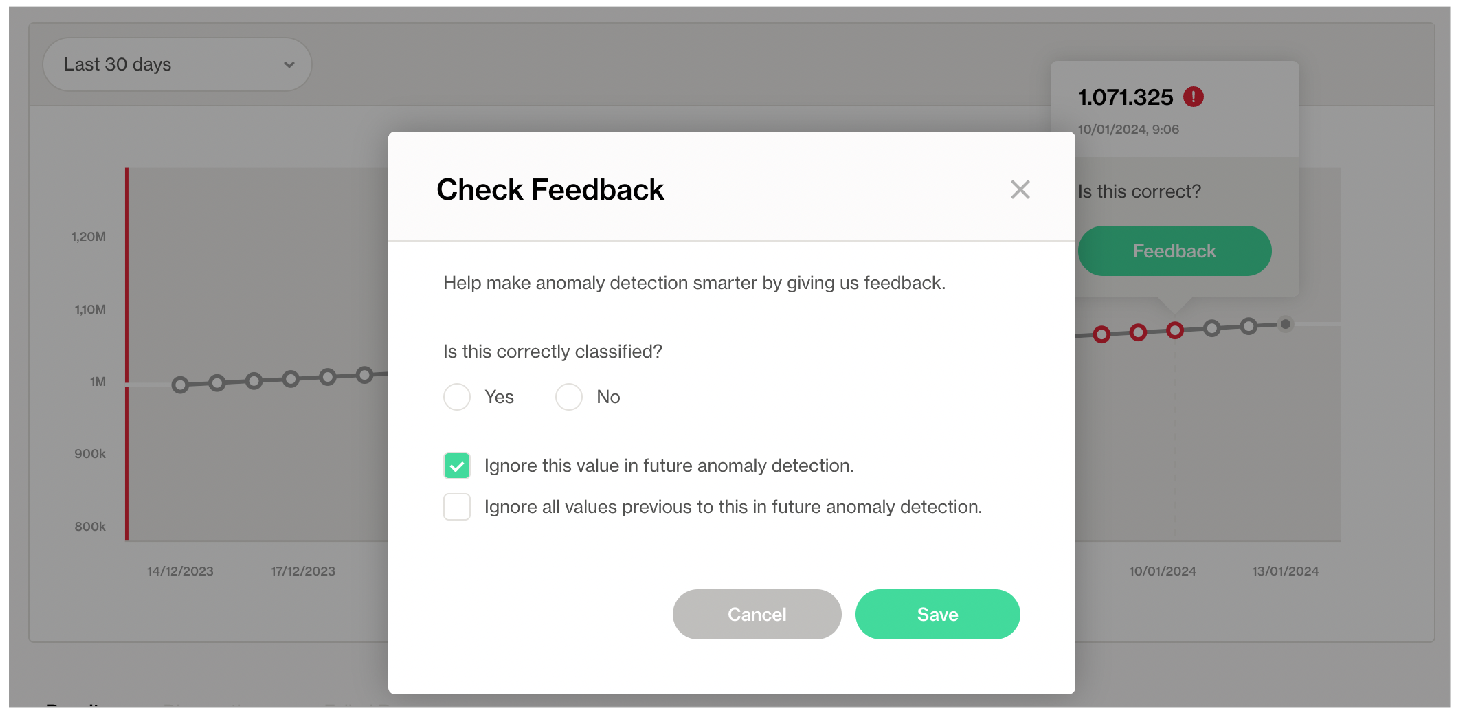 Last 30 days
1.071.325
10/01/2024, 9:06
Is this correct?
Feedback
Check Feedback
Help make anomaly detection smarter by giving us feedback.
Is this correctly classified?
Yes No
Ignore this value in future anomaly detection.
Ignore all values previous to this in future anomaly detection.
Cancel Save
1,20M
1,10M
1M
900k
800k
14/12/2023 17/12/2023 10/01/2024 13/01/2024